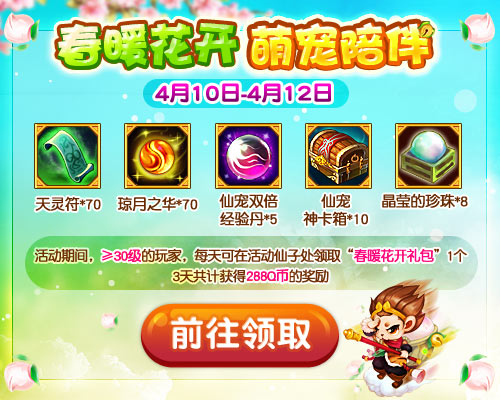 春暖花开 萌宠陪伴
4月10日-4月12日
天灵符*70
琼月之华*70
仙宠双倍
经验丹*5
仙宠
神卡箱*10
晶莹的珍珠*8
活动期间，≥30级的玩家，每天可在活动仙子处领取“春暖花开礼包”1个
3天共计获得288Q币的奖励
前往领取